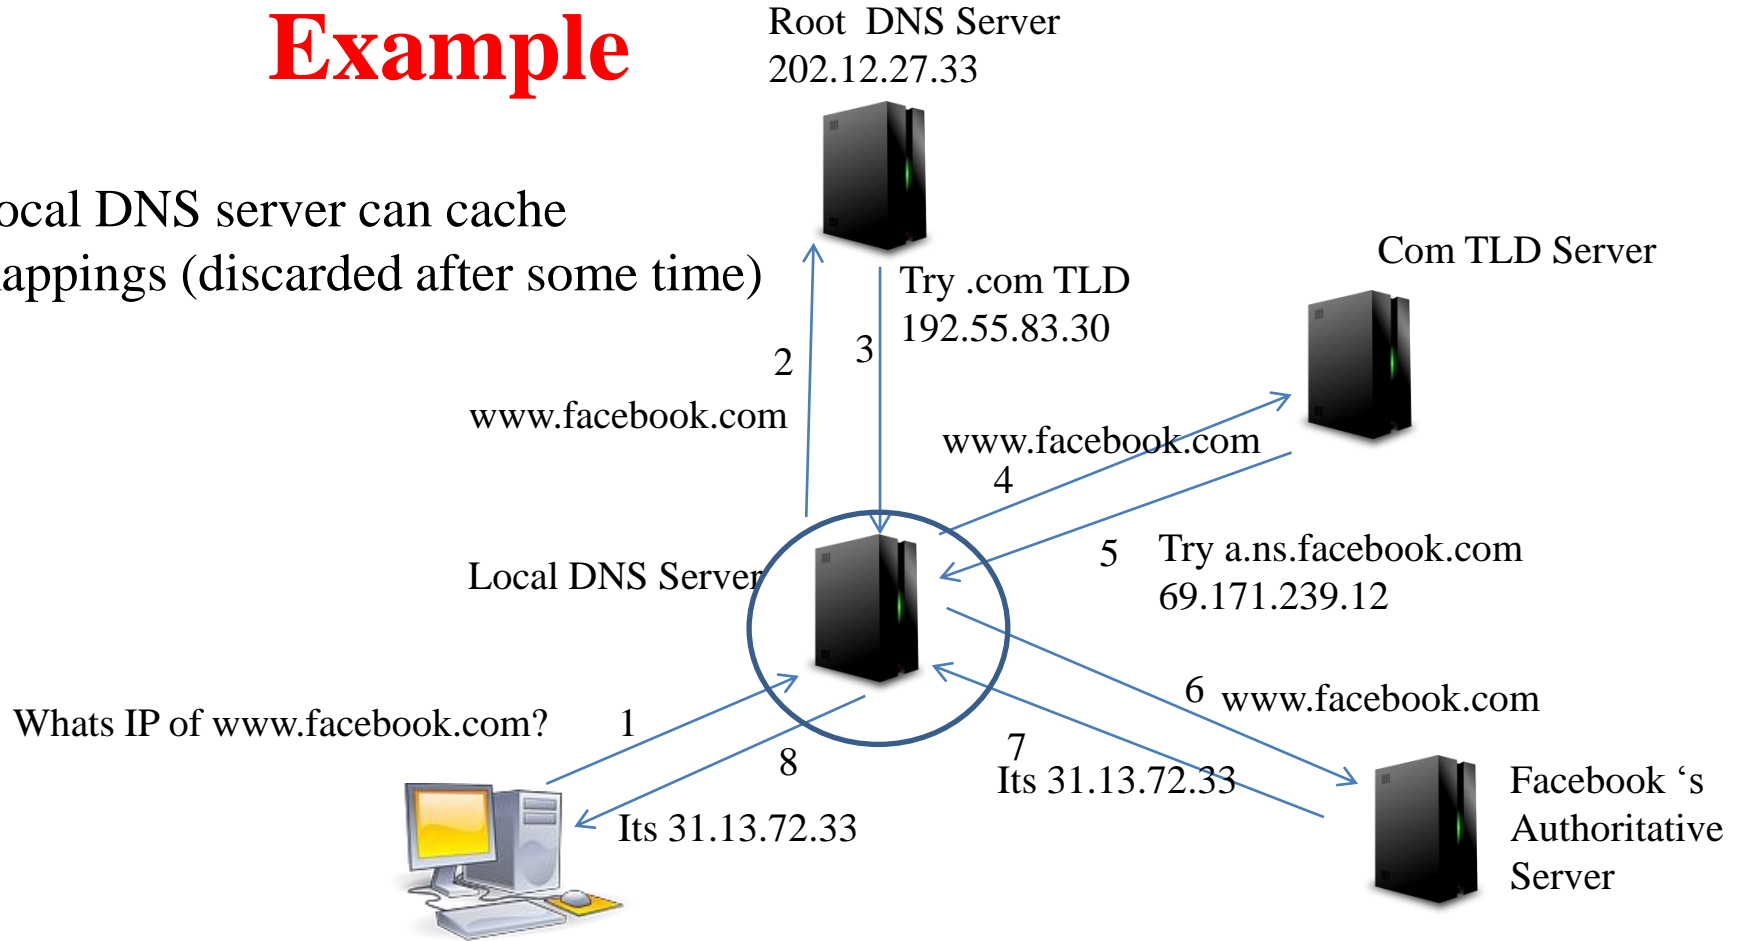 Example
Root DNS Server
202.12.27.33
ocal DNS server can cache
appings (discarded after some time)
Com TLD Server
Try .com TLD
192.55.83.30
2
3
www.facebook.com
www.facebook.com
4
5
Try a.ns.facebook.com
69.171.239.12
Local DNS Server
6
www.facebook.com
Whats IP of www.facebook.com?
1
8
7
Its 31.13.72.33
Its 31.13.72.33
Facebook ‘s
Authoritative
Server